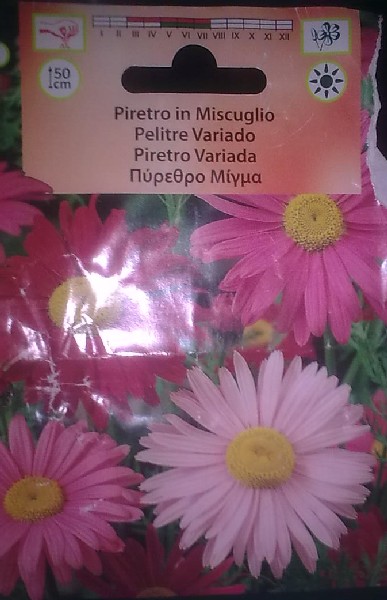 I II III IV V VI VII VIII IX X XI XII
50
cm
Piretro in Miscuglio
Pelitre Variado
Piretro Variada
Πύρεθρο Μίγμα